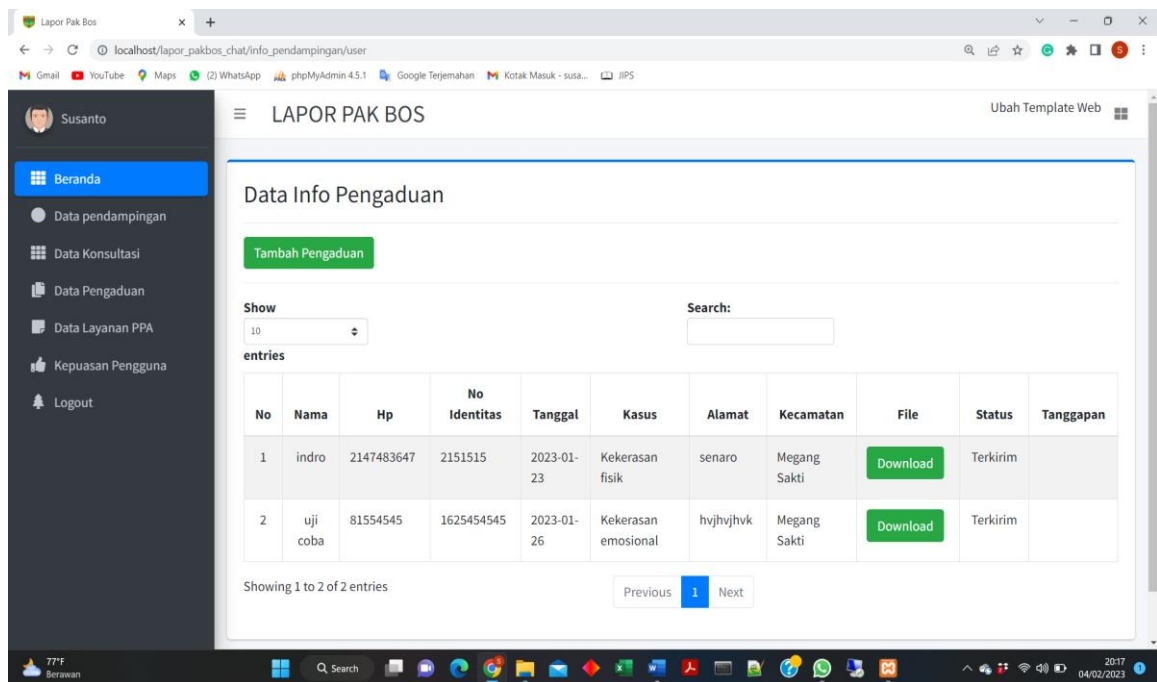 Lapor Pak Bos
localhost/lapor_pakbos_chat/info_pendampingan/user
S
Gmail YouTube Maps (2) WhatsApp phpMyAdmin 4.5.1 Google Terjemahan Kotak Masuk - susa... JIPS
Susanto
LAPOR PAK BOS
Ubah Template Web
Beranda
Data pendampingan
Data Konsultasi
Data Pengaduan
Data Layanan PPA
Kepuasan Pengguna
Logout
Data Info Pengaduan
Tambah Pengaduan
Show
10
entries
Search:
No Nama Hp No Identitas Tanggal Kasus Alamat Kecamatan File Status Tanggapan
1 indro 2147483647 2151515 2023-01-23 Kekerasan fisik senaro Megang Sakti Download Terkirim
2 uji coba 81554545 1625454545 2023-01-26 Kekerasan emosional hvjhvjhvk Megang Sakti Download Terkirim
Showing 1 to 2 of 2 entries
Previous 1 Next
77°F
Berawan
Search
20:17
04/02/2023
1